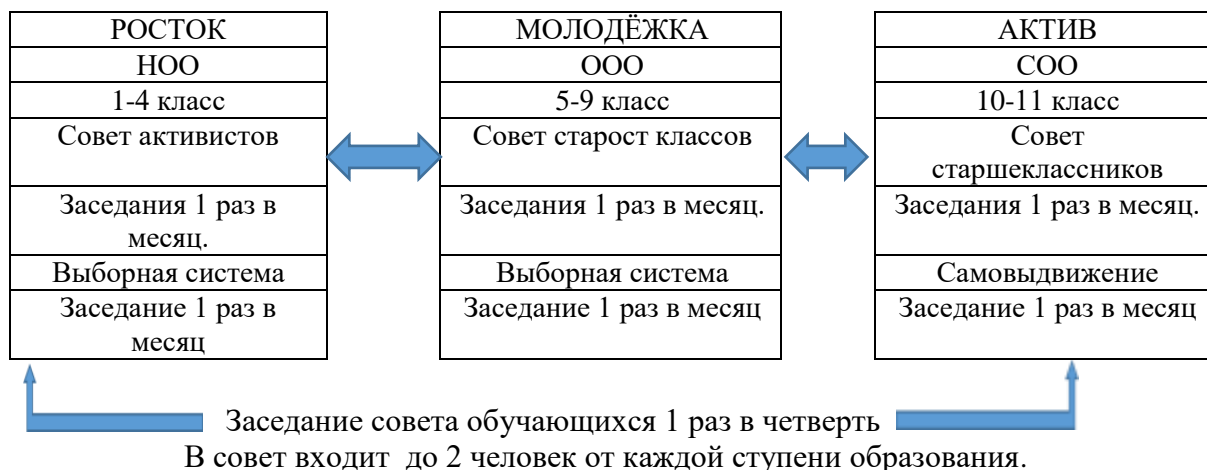 РОСТОК
НОО
1-4 класс
Совет активистов
Заседания 1 раз в
месяц.
Выборная система
Заседание 1 раз в
месяц
МОЛОДЁЖКА
ООО
5-9 класс
Совет старост классов
Заседания 1 раз в месяц.
Выборная система
Заседание 1 раз в месяц
АКТИВ
СОО
10-11 класс
Совет
старшеклассников
Заседания 1 раз в месяц.
Самовыдвижение
Заседание 1 раз в месяц
Заседание совета обучающихся 1 раз в четверть
В совет входит до 2 человек от каждой ступени образования.